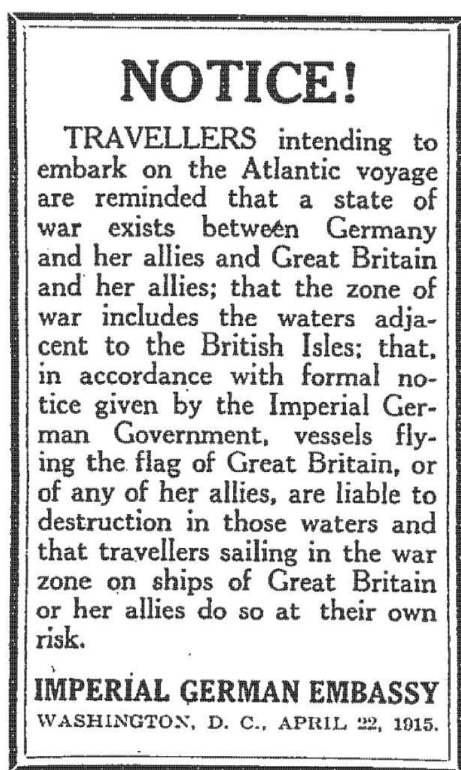 NOTICE!
TRAVELLERS intending to
embark on the Atlantic voyage
are reminded that a state of
war exists between Germany
and her allies and Great Britain
and her allies; that the zone of
war includes the waters adja-
cent to the British Isles; that,
in accordance with formal no-
tice given by the Imperial Ger-
man Government, vessels fly-
ing the flag of Great Britain, or
of any of her allies, are liable to
destruction in those waters and
that travellers sailing in the war
zone on ships of Great Britain
or her allies do so at their own
risk.
IMPERIAL GERMAN EMBASSY
WASHINGTON, D. C., APRIL 22, 1915.